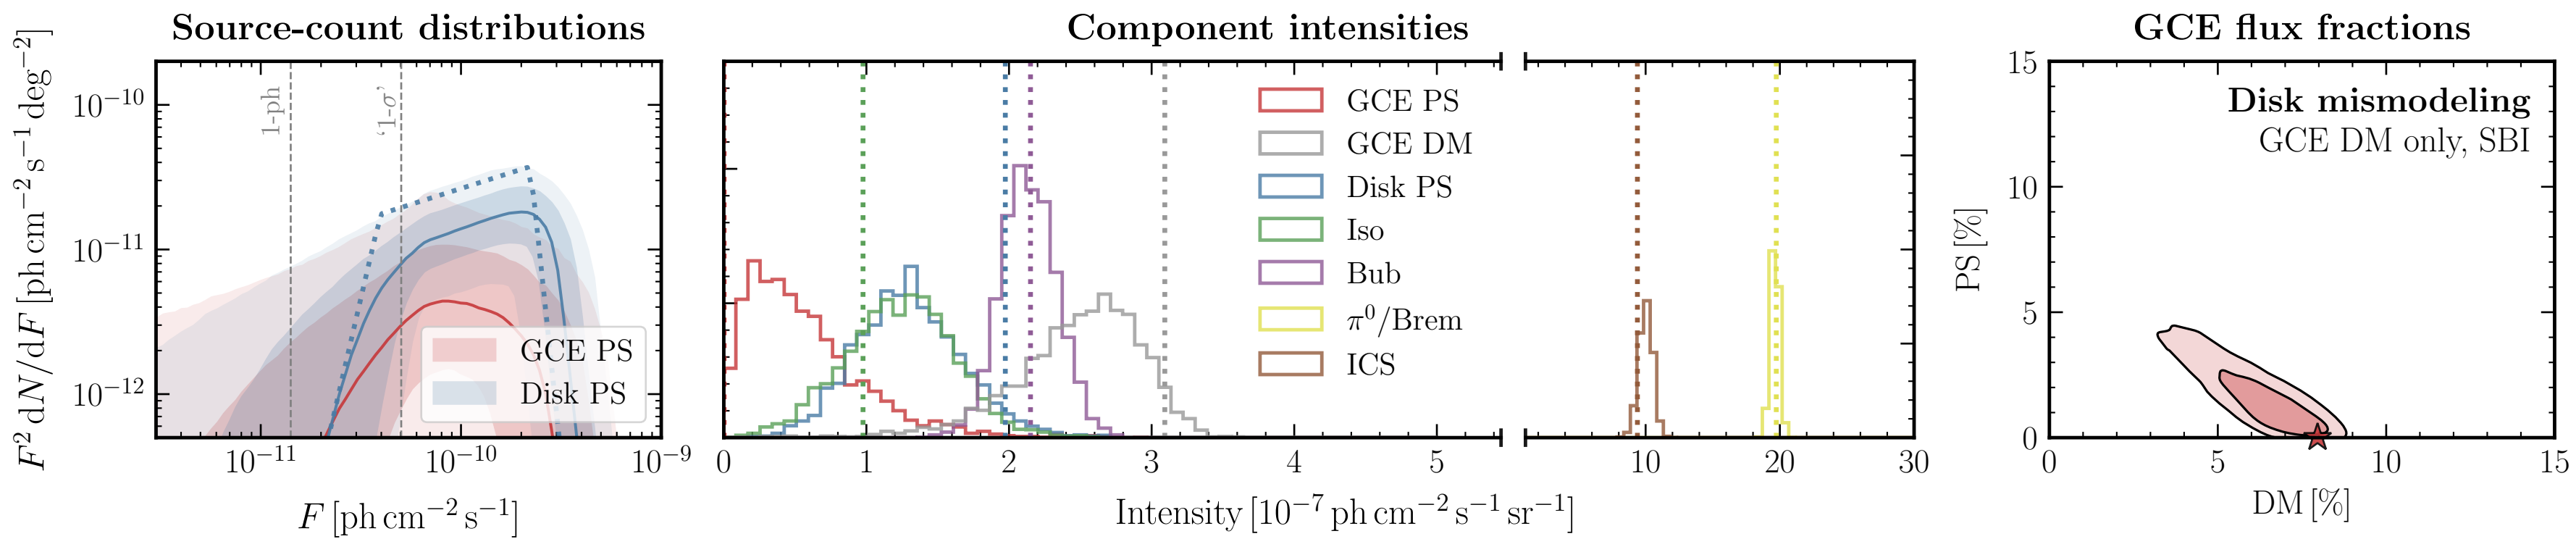 Source-count distributions
F² dN/dF [ph cm⁻² s⁻¹ deg⁻²]
10⁻¹⁰
10⁻¹¹
10⁻¹²
1-ph
‘1-σ’
GCE PS
Disk PS
10⁻¹¹ 10⁻¹⁰ 10⁻⁹
F [ph cm⁻² s⁻¹]
Component intensities
GCE PS
GCE DM
Disk PS
Iso
Bub
π⁰/Brem
ICS
0 1 2 3 4 5 10 20 30
Intensity [10⁻⁷ ph cm⁻² s⁻¹ sr⁻¹]
GCE flux fractions
Disk mismodeling
GCE DM only, SBI
PS [%]
15
10
5
0
0 5 10 15
DM [%]